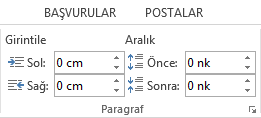 BAŞVURULAR POSTALAR
Girintile Aralık
Sol: 0 cm Önce: 0 nk
Sağ: 0 cm Sonra: 0 nk
Paragraf